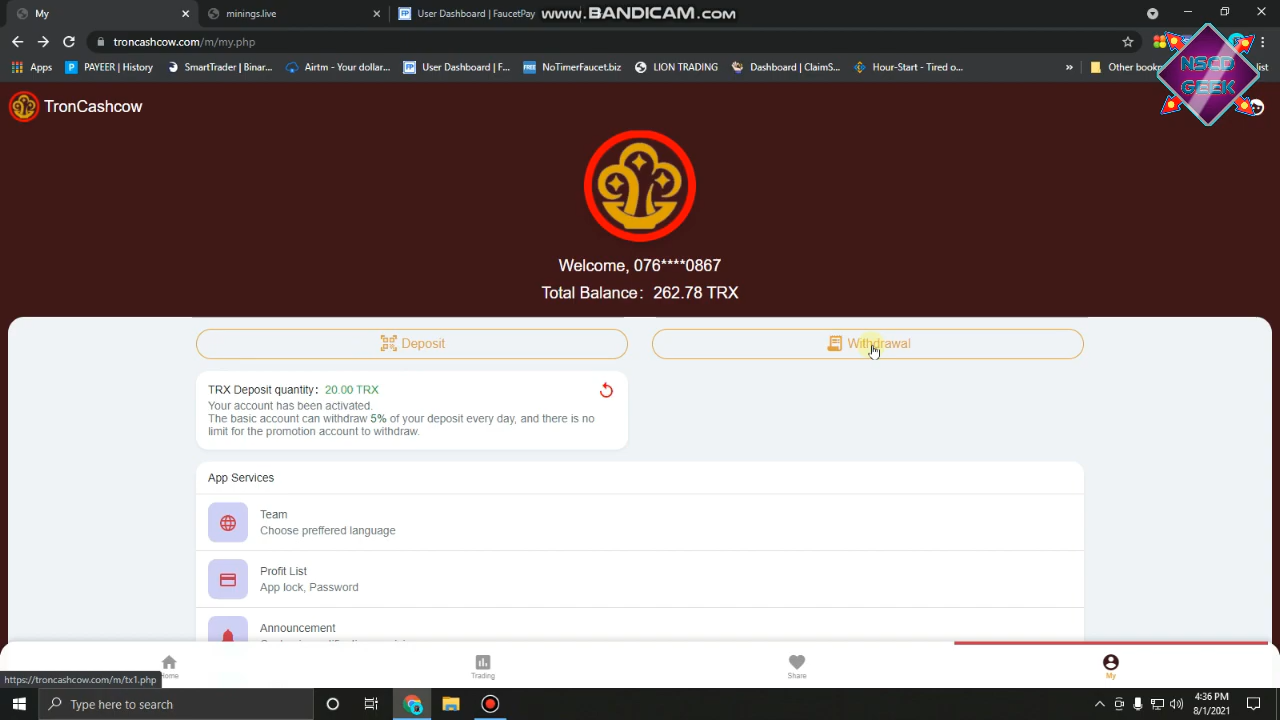 My
minings.live
User Dashboard | FaucetPay
www.BANDICAM.com
troncashcow.com/m/my.php
Apps
PAYEER | History
SmartTrader | Binar...
Airtm - Your dollar...
User Dashboard | F...
NoTimerFaucet.biz
LION TRADING
Dashboard | ClaimS...
Hour-Start - Tired o...
»
Other book
list
NSCD
GEEK
TronCashcow
Welcome, 076****0867
Total Balance: 262.78 TRX
Deposit
Withdrawal
TRX Deposit quantity: 20.00 TRX
Your account has been activated.
The basic account can withdraw 5% of your deposit every day, and there is no
limit for the promotion account to withdraw.
App Services
Team
Choose preffered language
Profit List
App lock, Password
Announcement
Home
Trading
Share
My
https://troncashcow.com/m/tx1.php
Type here to search
4:36 PM
8/1/2021